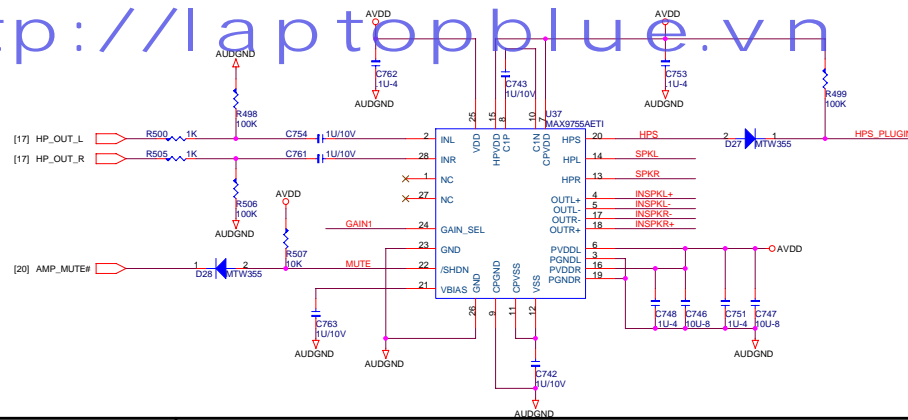 tp://laptopblue.vn
AVDD
AVDD
AUDGND
C762
.1U-4
AUDGND
C743
1U/10V
C753
.1U-4
AUDGND
R499
100K
R498
100K
U37
MAX9755AETI
[17] HP_OUT_L
R500 1K
C754 1U/10V
[17] HP_OUT_R
R505 1K
C761 1U/10V
R506
100K
AUDGND
AVDD
R507
10K
GAIN1
[20] AMP_MUTE#
1 2
D28 MTW355
MUTE
C763
1U/10V
AUDGND
AUDGND
25 15 8 10 7
VDD HPVDD C1P C1N CPVDD
2 INL
28 INR
1 NC
27 NC
24 GAIN_SEL
23 GND
22 /SHDN
21 VBIAS
GND CPGND CPVSS VSS
26 9 11 12
HPS 20 HPS
HPL 14 SPKL
HPR 13 SPKR
OUTL+ 4 INSPKL+
OUTL- 5 INSPKL-
OUTR- 17 INSPKR-
OUTR+ 18 INSPKR+
PVDDL 6
PGNDL 3
PVDDR 16
PGNDR 19
2 1
D27 MTW355
HPS_PLUGIN
AVDD
C748
.1U-4
C746
10U-8
C751
.1U-4
C747
10U-8
AUDGND
C742
1U/10V
AUDGND